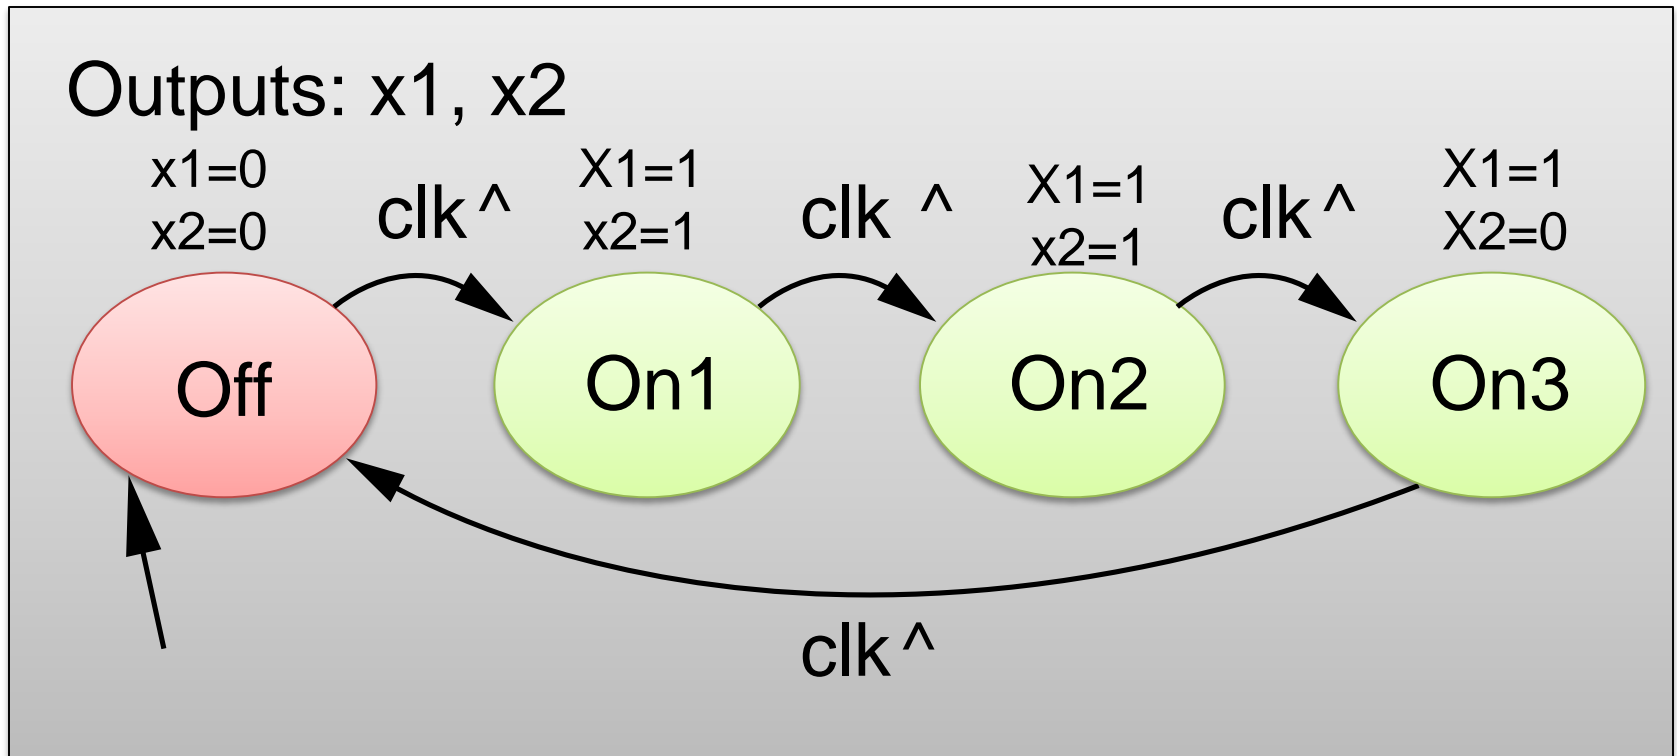 Outputs: x1, x2
x1=0
x2=0
clk ^
X1=1
x2=1
clk ^
X1=1
x2=1
clk ^
X1=1
X2=0
Off
On1
On2
On3
clk ^